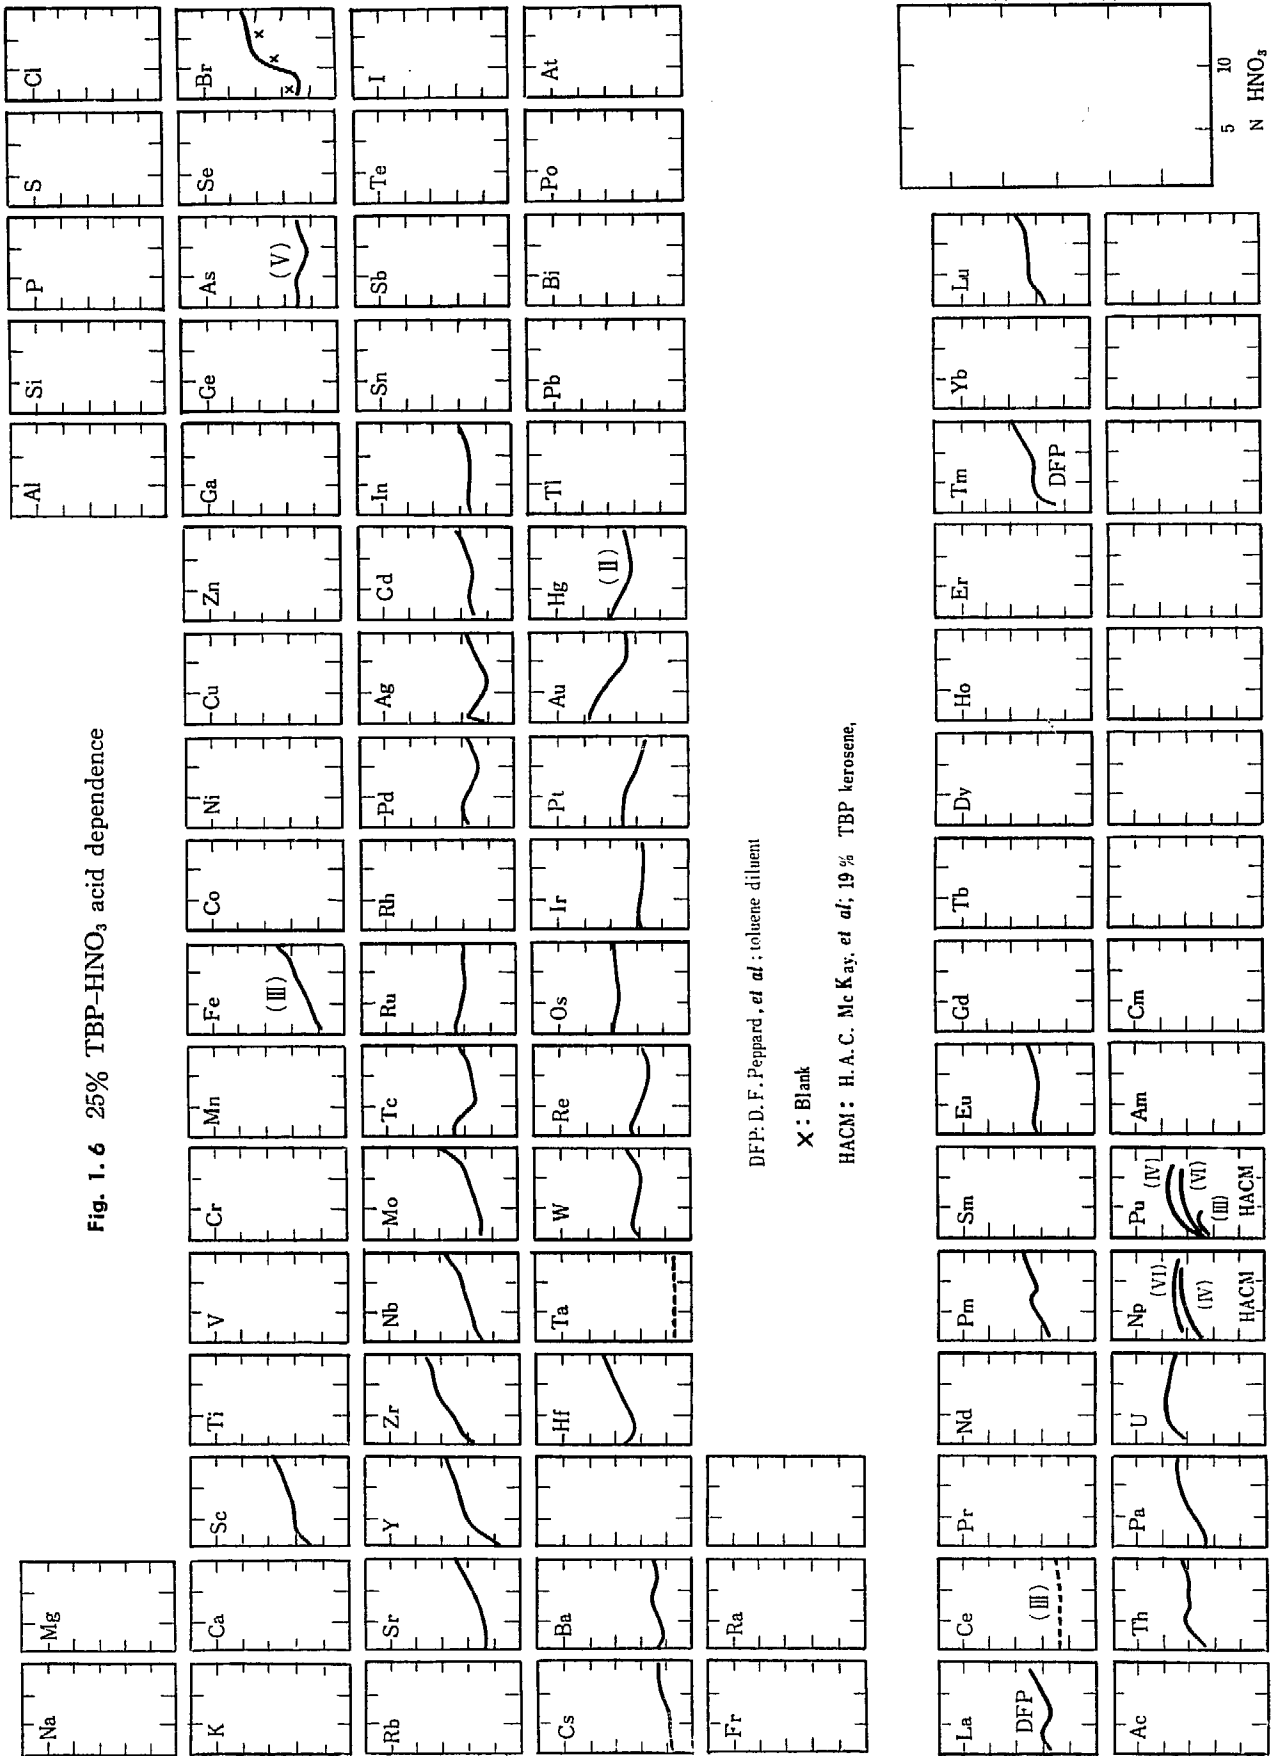 Fig. 1. 6 25% TBP-HNO₃ acid dependence
Na Mg Al Si P S Cl
K Ca Sc Ti V Cr Mn Fe Co Ni Cu Zn Ga Ge As Se Br
(III) (V) × × ×
Rb Sr Y Zr Nb Mo Tc Ru Rh Pd Ag Cd In Sn Sb Te I
Cs Ba Hf Ta W Re Os Ir Pt Au Hg Tl Pb Bi Po At
(II)
Fr Ra
DFP: D. F. Peppard, et al ; toluene diluent
X: Blank
HACM: H. A. C. Mc Kay, et al; 19% TBP kerosene,
La Ce Pr Nd Pm Sm Eu Gd Tb Dy Ho Er Tm Yb Lu
DFP (III) DFP
Ac Th Pa U Np Pu Am Cm
(VI) (IV) HACM (IV) (VI) (III) HACM
5 10
N HNO₃